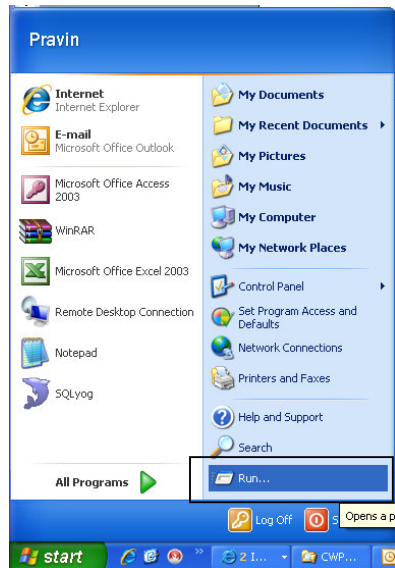 Pravin
Internet
Internet Explorer
E-mail
Microsoft Office Outlook
Microsoft Office Access
2003
WinRAR
Microsoft Office Excel 2003
Remote Desktop Connection
Notepad
SQLyog
All Programs
My Documents
My Recent Documents
My Pictures
My Music
My Computer
My Network Places
Control Panel
Set Program Access and
Defaults
Network Connections
Printers and Faxes
Help and Support
Search
Run...
Log Off
S
Opens a p
start
2 I...
CWP...